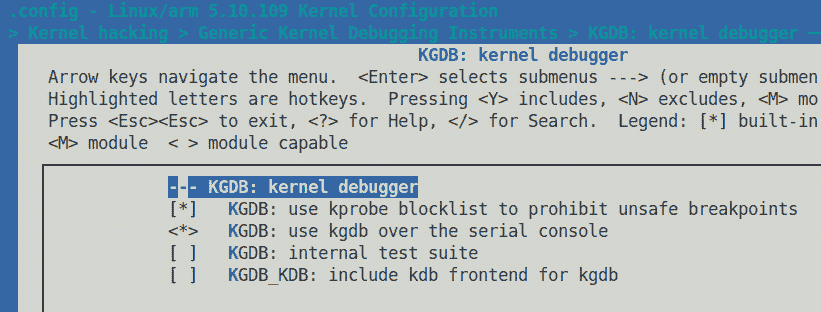 .config - Linux/arm 5.10.109 Kernel Configuration
> Kernel hacking > Generic Kernel Debugging Instruments > KGDB: kernel debugger —
KGDB: kernel debugger
Arrow keys navigate the menu. <Enter> selects submenus ---> (or empty submen
Highlighted letters are hotkeys. Pressing <Y> includes, <N> excludes, <M> mo
Press <Esc><Esc> to exit, <?> for Help, </> for Search. Legend: [*] built-in
<M> module < > module capable
--- KGDB: kernel debugger
[*] KGDB: use kprobe blocklist to prohibit unsafe breakpoints
<*> KGDB: use kgdb over the serial console
[ ] KGDB: internal test suite
[ ] KGDB_KDB: include kdb frontend for kgdb